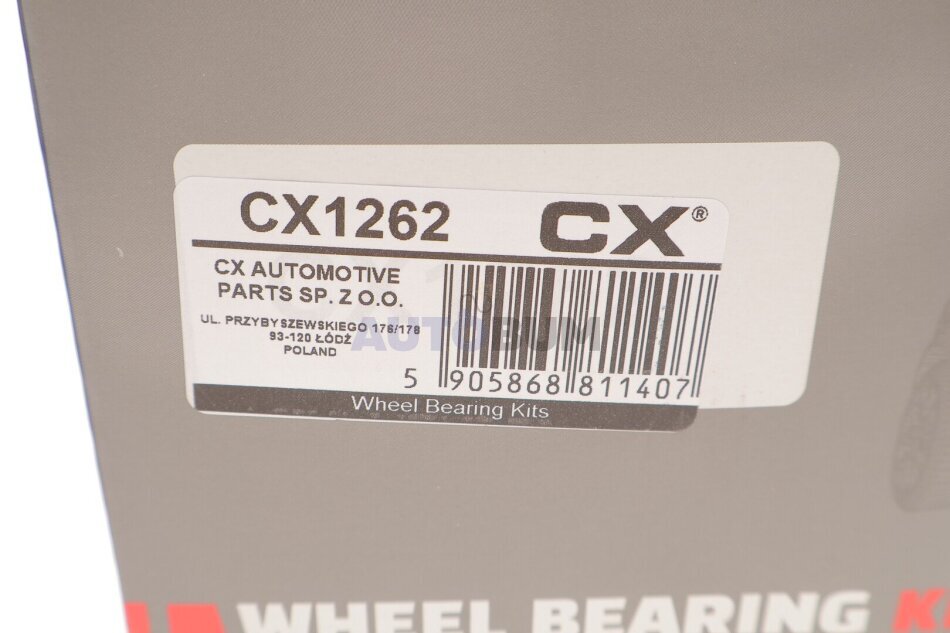 CX1262
CX®
CX AUTOMOTIVE
PARTS SP. Z O.O.
UL. PRZYBYSZEWSKIEGO 176/178
93-120 ŁÓDŹ
POLAND
AUTOBUM
5 905868 811407
Wheel Bearing Kits
WHEEL BEARING